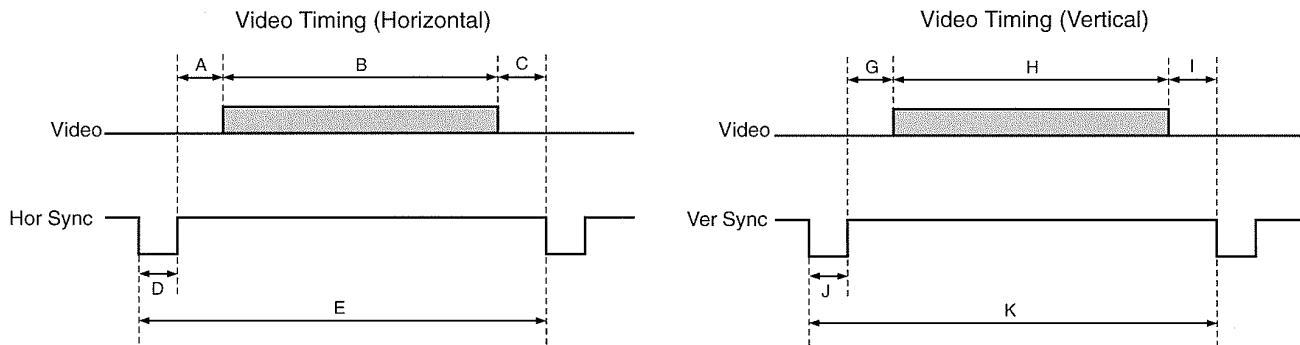 Video Timing (Horizontal)
A
B
C
Video
Hor Sync
D
E
Video Timing (Vertical)
G
H
I
Video
Ver Sync
J
K